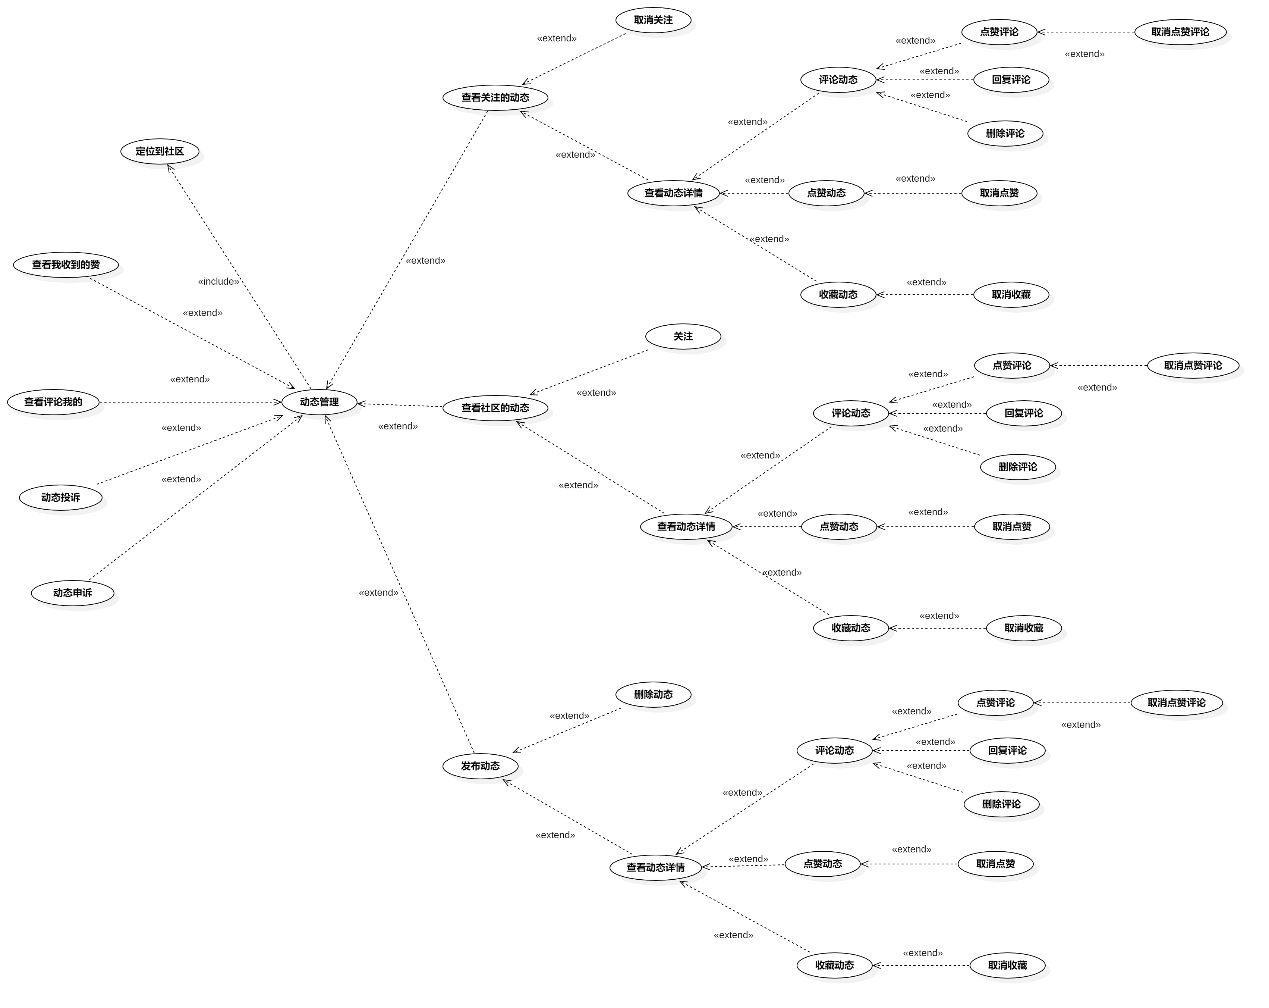 取消关注
«extend»
查看关注的动态
«extend»
查看动态详情
«extend»
评论动态
«extend»
点赞评论
«extend»
取消点赞评论
«extend»
回复评论
«extend»
删除评论
«extend»
点赞动态
«extend»
取消点赞
«extend»
收藏动态
«extend»
取消收藏
定位到社区
«include»
查看我收到的赞
«extend»
查看评论我的
«extend»
动态投诉
«extend»
动态申诉
«extend»
动态管理
«extend»
«extend»
查看社区的动态
关注
«extend»
«extend»
查看动态详情
«extend»
评论动态
«extend»
点赞评论
«extend»
取消点赞评论
«extend»
回复评论
«extend»
删除评论
«extend»
点赞动态
«extend»
取消点赞
«extend»
收藏动态
«extend»
取消收藏
«extend»
发布动态
删除动态
«extend»
«extend»
查看动态详情
«extend»
评论动态
«extend»
点赞评论
«extend»
取消点赞评论
«extend»
回复评论
«extend»
删除评论
«extend»
点赞动态
«extend»
取消点赞
«extend»
收藏动态
«extend»
取消收藏